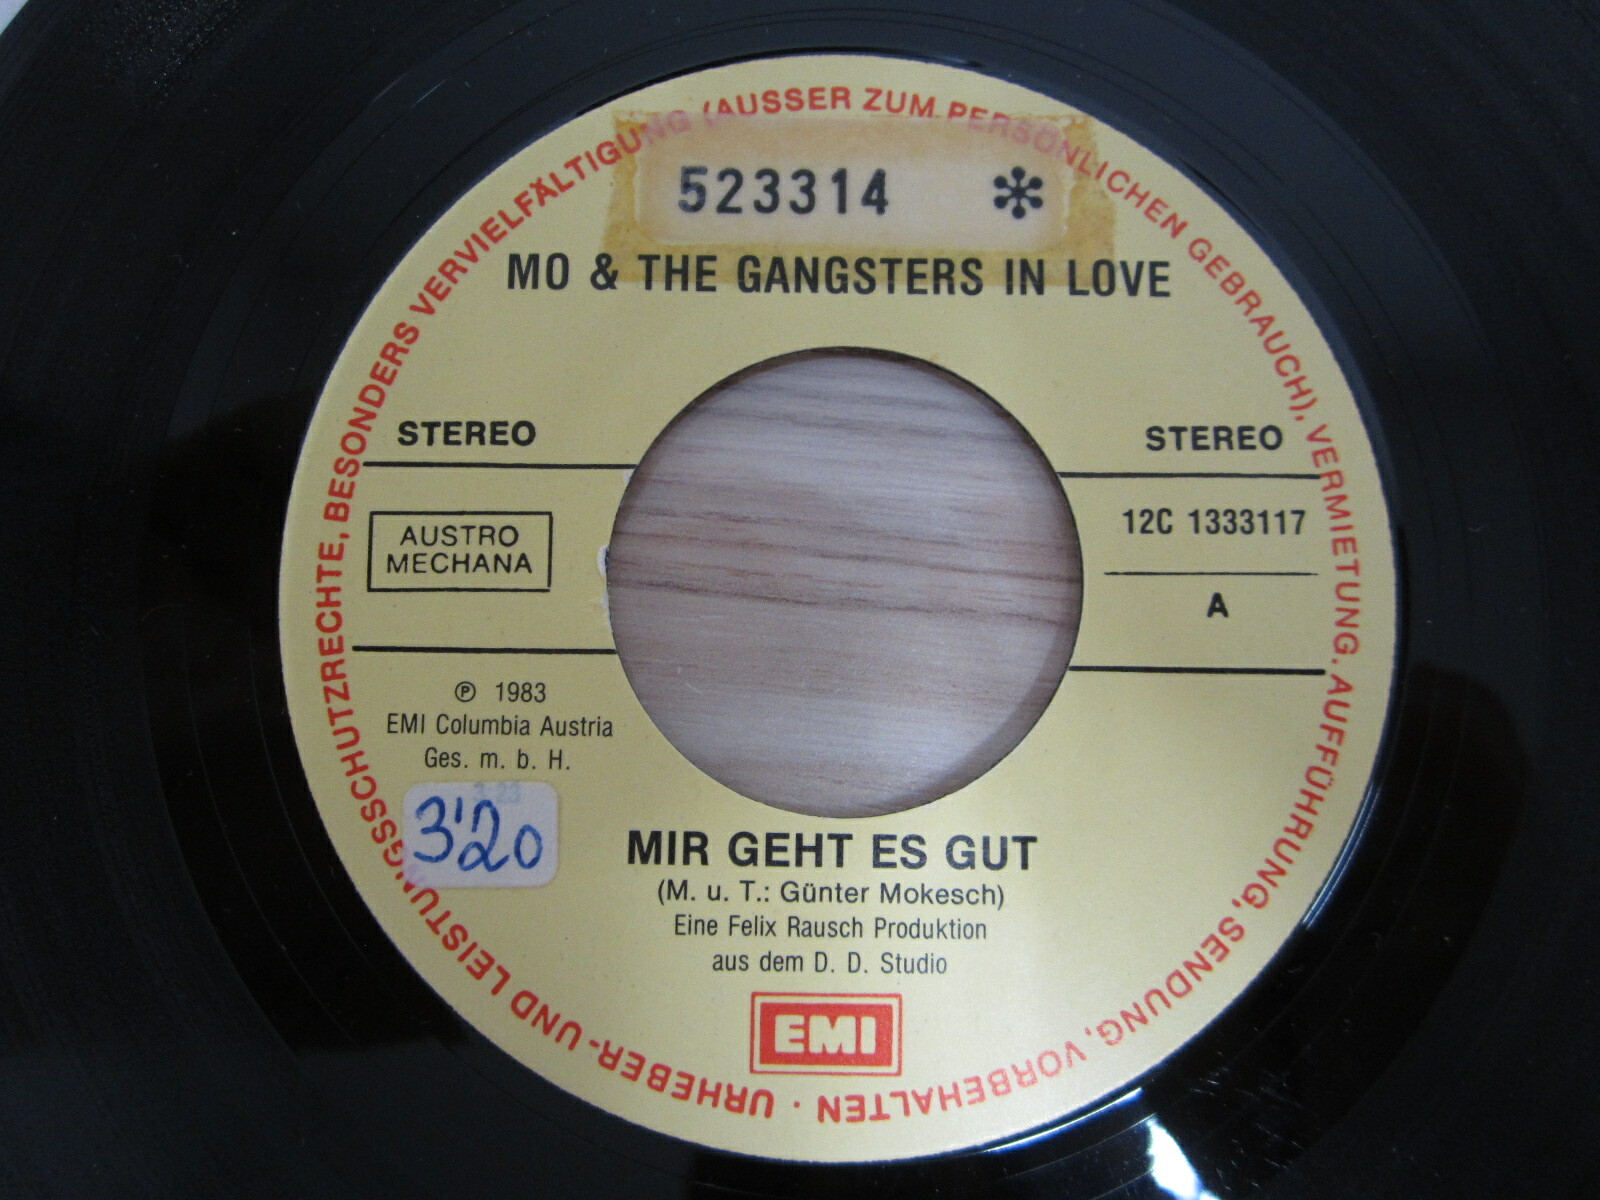 URHEBER- UND LEISTUNGSSCHUTZRECHTE, BESONDERS VERVIELFÄLTIGUNG (AUSSER ZUM PERSÖNLICHEN GEBRAUCH), VERMIETUNG, AUFFÜHRUNG, SENDUNG, VORBEHALTEN ·
523314 *
MO & THE GANGSTERS IN LOVE
STEREO
STEREO
AUSTRO
MECHANA
12C 1333117
A
℗ 1983
EMI Columbia Austria
Ges. m. b. H.
3'20
MIR GEHT ES GUT
(M. u. T.: Günter Mokesch)
Eine Felix Rausch Produktion
aus dem D. D. Studio
EMI